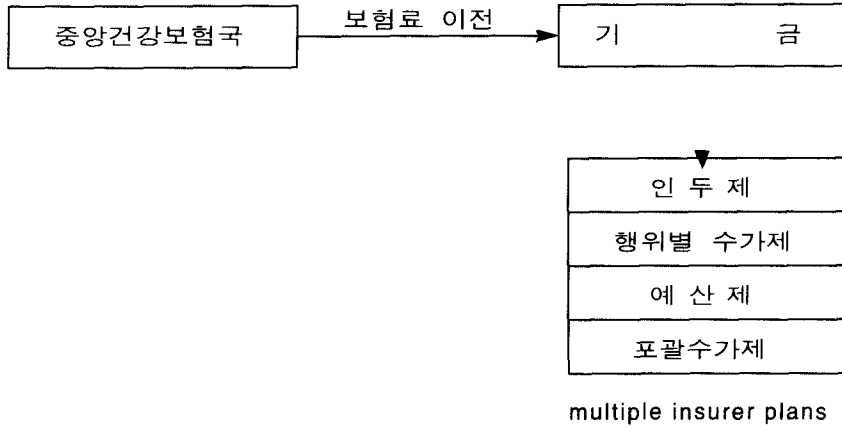 중앙건강보험국
보험료 이전
기 금
인 두 제
행위별 수가제
예 산 제
포괄수가제
multiple insurer plans